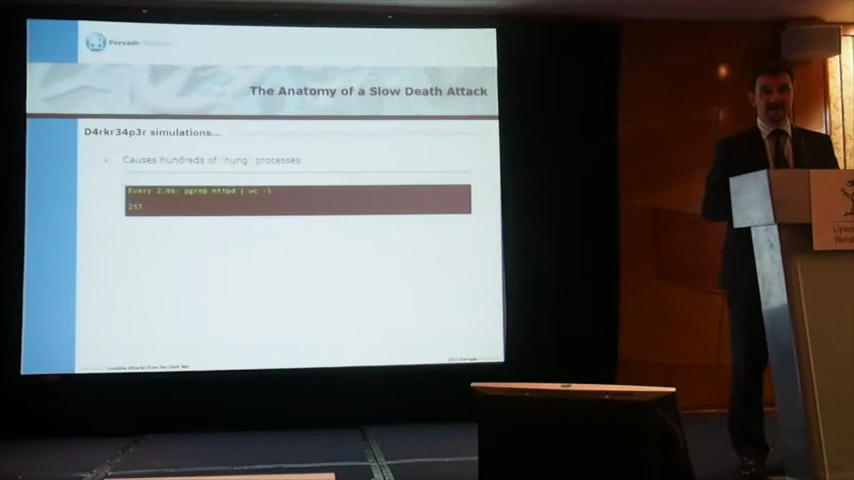 Pervade
The Anatomy of a Slow Death Attack
D4rkr34p3r simulations...
Causes hundreds of "hung" processes
Every 2.0s: pgrep httpd | wc -l
257